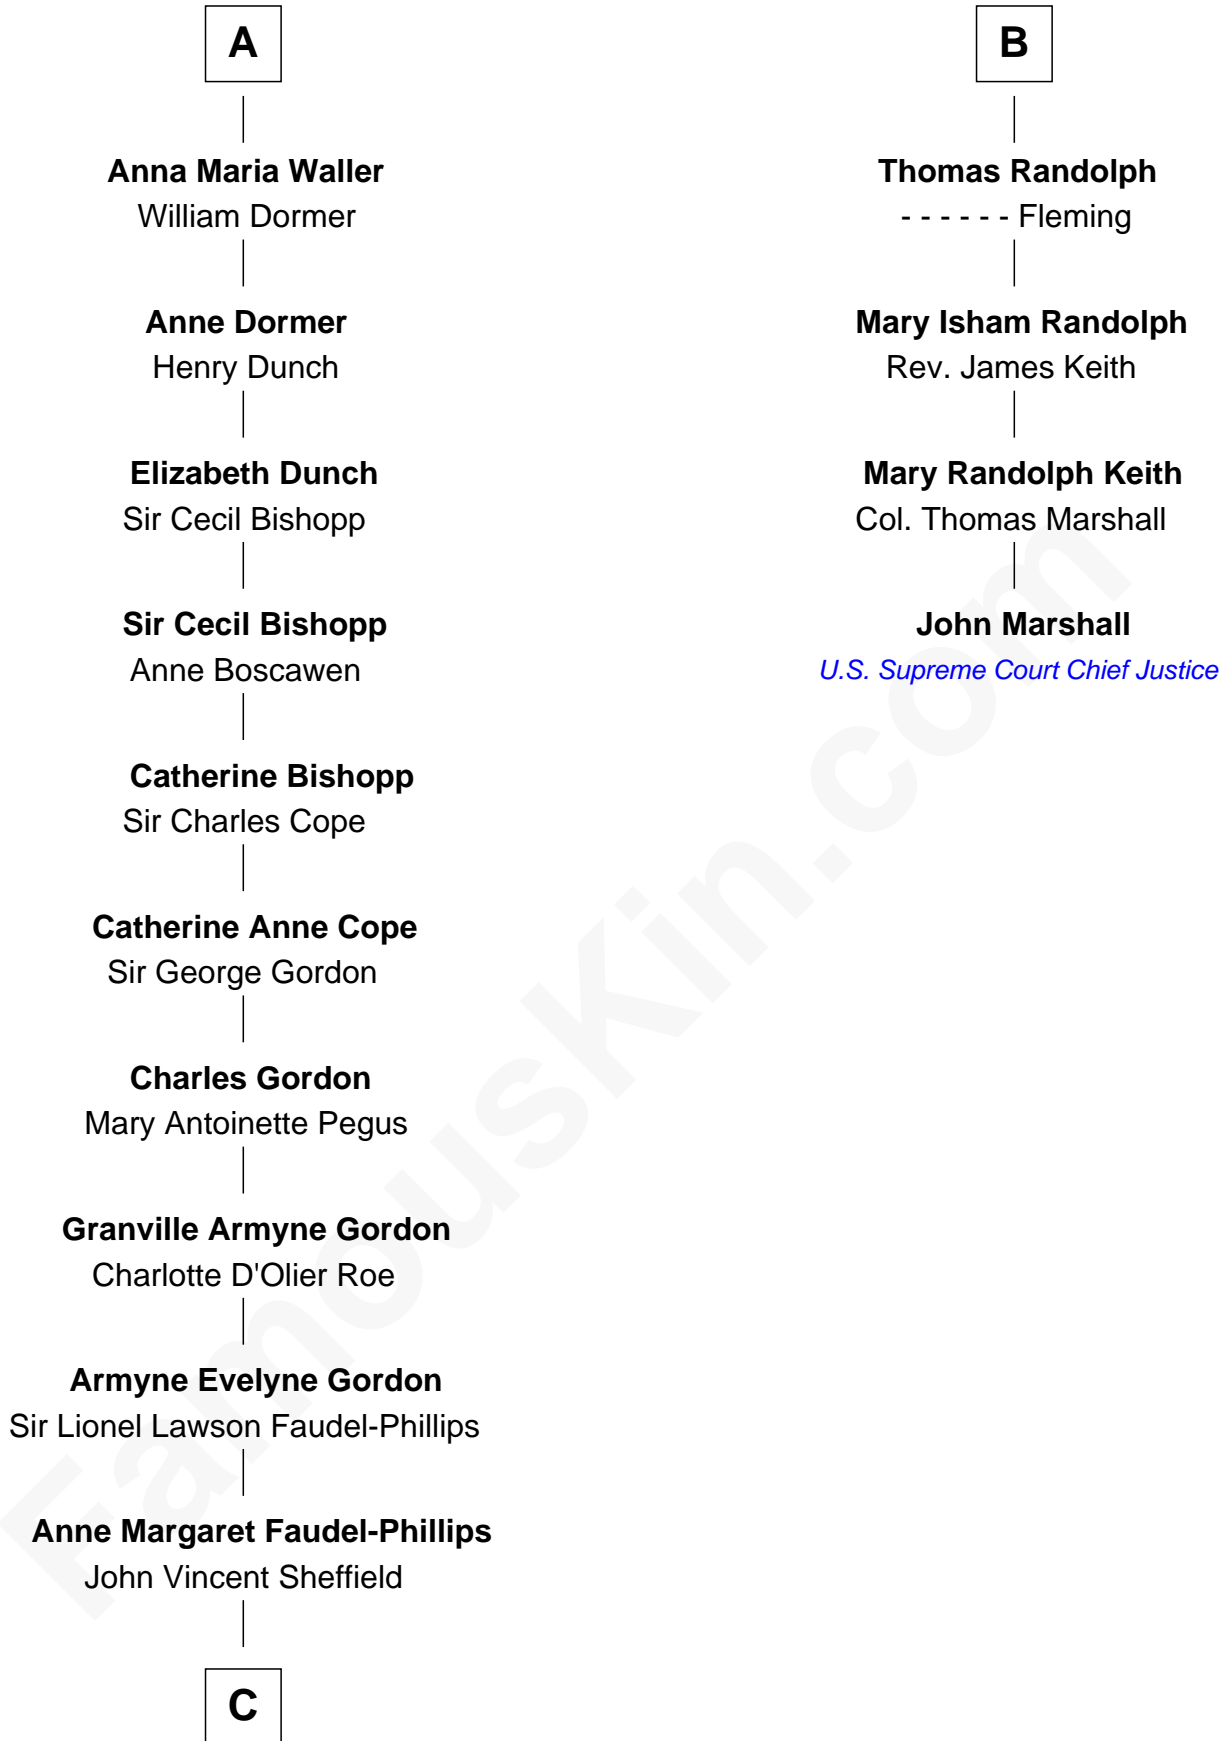 A
Anna Maria Waller
William Dormer
Anne Dormer
Henry Dunch
Elizabeth Dunch
Sir Cecil Bishopp
Sir Cecil Bishopp
Anne Boscawen
Catherine Bishopp
Sir Charles Cope
Catherine Anne Cope
Sir George Gordon
Charles Gordon
Mary Antoinette Pegus
Granville Armyne Gordon
Charlotte D'Olier Roe
Armyne Evelyne Gordon
Sir Lionel Lawson Faudel-Phillips
Anne Margaret Faudel-Phillips
John Vincent Sheffield
C
B
Thomas Randolph
- - - - - - Fleming
Mary Isham Randolph
Rev. James Keith
Mary Randolph Keith
Col. Thomas Marshall
John Marshall
U.S. Supreme Court Chief Justice
FamousKin.com